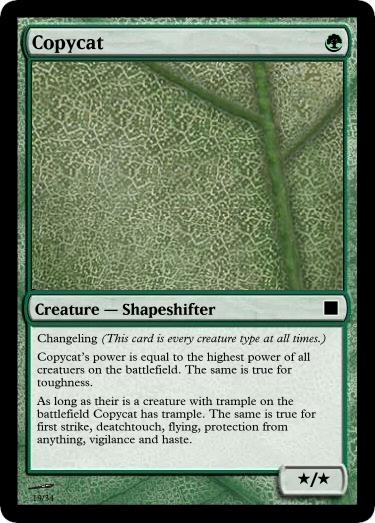 Copycat
Creature — Shapeshifter
Changeling (This card is every creature type at all times.)
Copycat's power is equal to the highest power of all
creatuers on the battlefield. The same is true for
toughness.
As long as their is a creature with trample on the
battlefield Copycat has trample. The same is true for
first strike, deatchtouch, flying, protection from
anything, vigilance and haste.
★/★
19/34